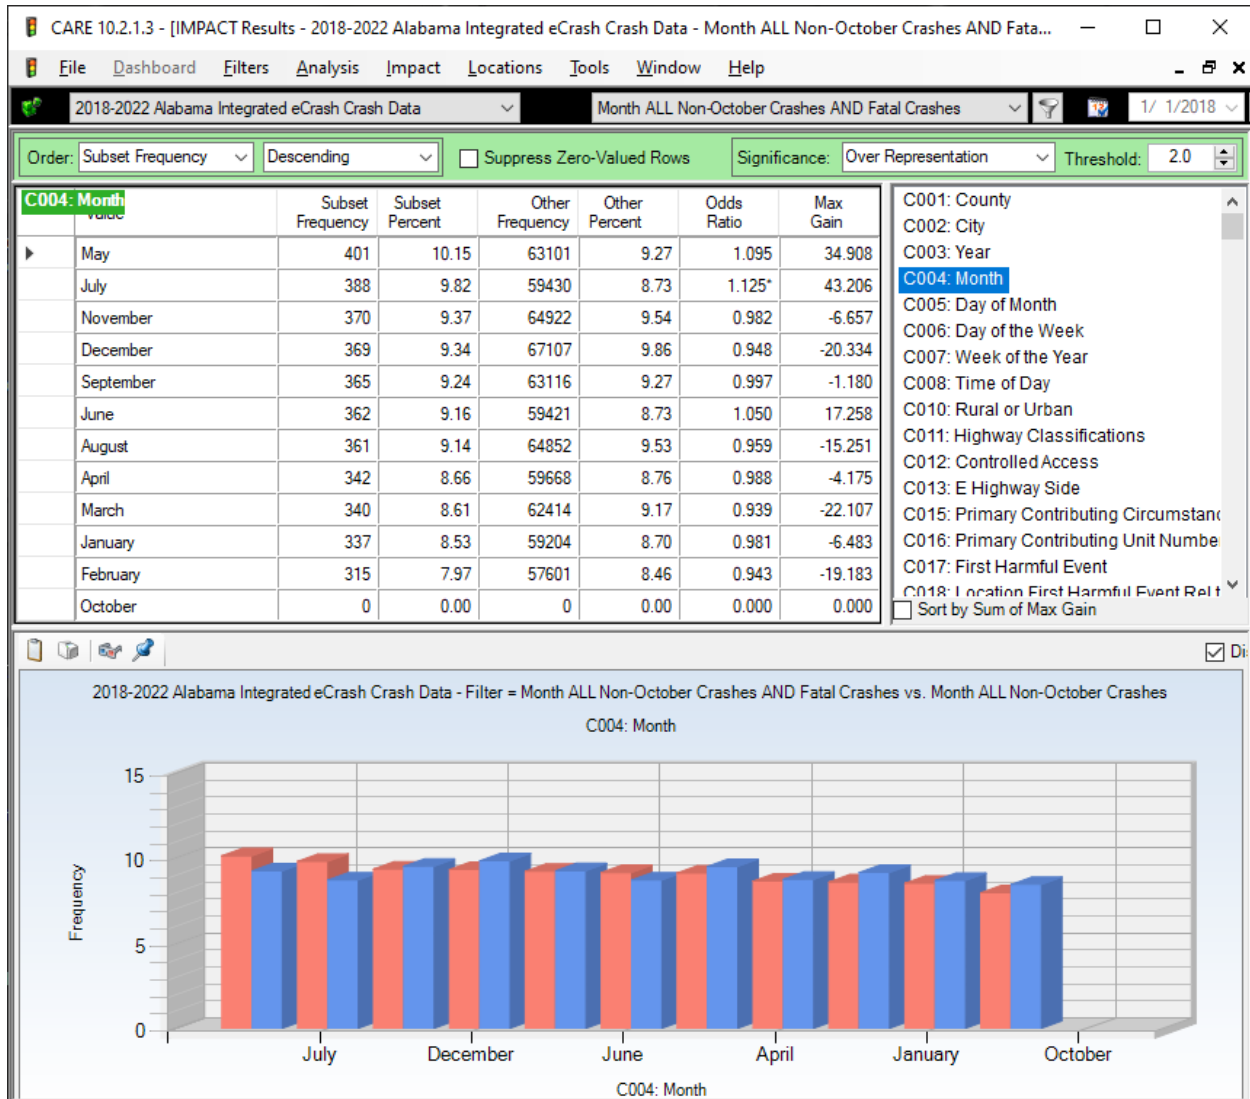 CARE 10.2.1.3 - [IMPACT Results - 2018-2022 Alabama Integrated eCrash Crash Data - Month ALL Non-October Crashes AND Fata...
File Dashboard Filters Analysis Impact Locations Tools Window Help
2018-2022 Alabama Integrated eCrash Crash Data Month ALL Non-October Crashes AND Fatal Crashes 1/ 1/2018
Order: Subset Frequency Descending Suppress Zero-Valued Rows Significance: Over Representation Threshold: 2.0
C004: Month
Subset Frequency Subset Percent Other Frequency Other Percent Odds Ratio Max Gain
May 401 10.15 63101 9.27 1.095 34.908
July 388 9.82 59430 8.73 1.125* 43.206
November 370 9.37 64922 9.54 0.982 -6.657
December 369 9.34 67107 9.86 0.948 -20.334
September 365 9.24 63116 9.27 0.997 -1.180
June 362 9.16 59421 8.73 1.050 17.258
August 361 9.14 64852 9.53 0.959 -15.251
April 342 8.66 59668 8.76 0.988 -4.175
March 340 8.61 62414 9.17 0.939 -22.107
January 337 8.53 59204 8.70 0.981 -6.483
February 315 7.97 57601 8.46 0.943 -19.183
October 0 0.00 0 0.00 0.000 0.000
C001: County
C002: City
C003: Year
C004: Month
C005: Day of Month
C006: Day of the Week
C007: Week of the Year
C008: Time of Day
C010: Rural or Urban
C011: Highway Classifications
C012: Controlled Access
C013: E Highway Side
C015: Primary Contributing Circumstanc
C016: Primary Contributing Unit Numbe
C017: First Harmful Event
C018: Location First Harmful Event Rel t
Sort by Sum of Max Gain
Di
2018-2022 Alabama Integrated eCrash Crash Data - Filter = Month ALL Non-October Crashes AND Fatal Crashes vs. Month ALL Non-October Crashes
C004: Month
15
10
5
0
Frequency
July December June April January October
C004: Month